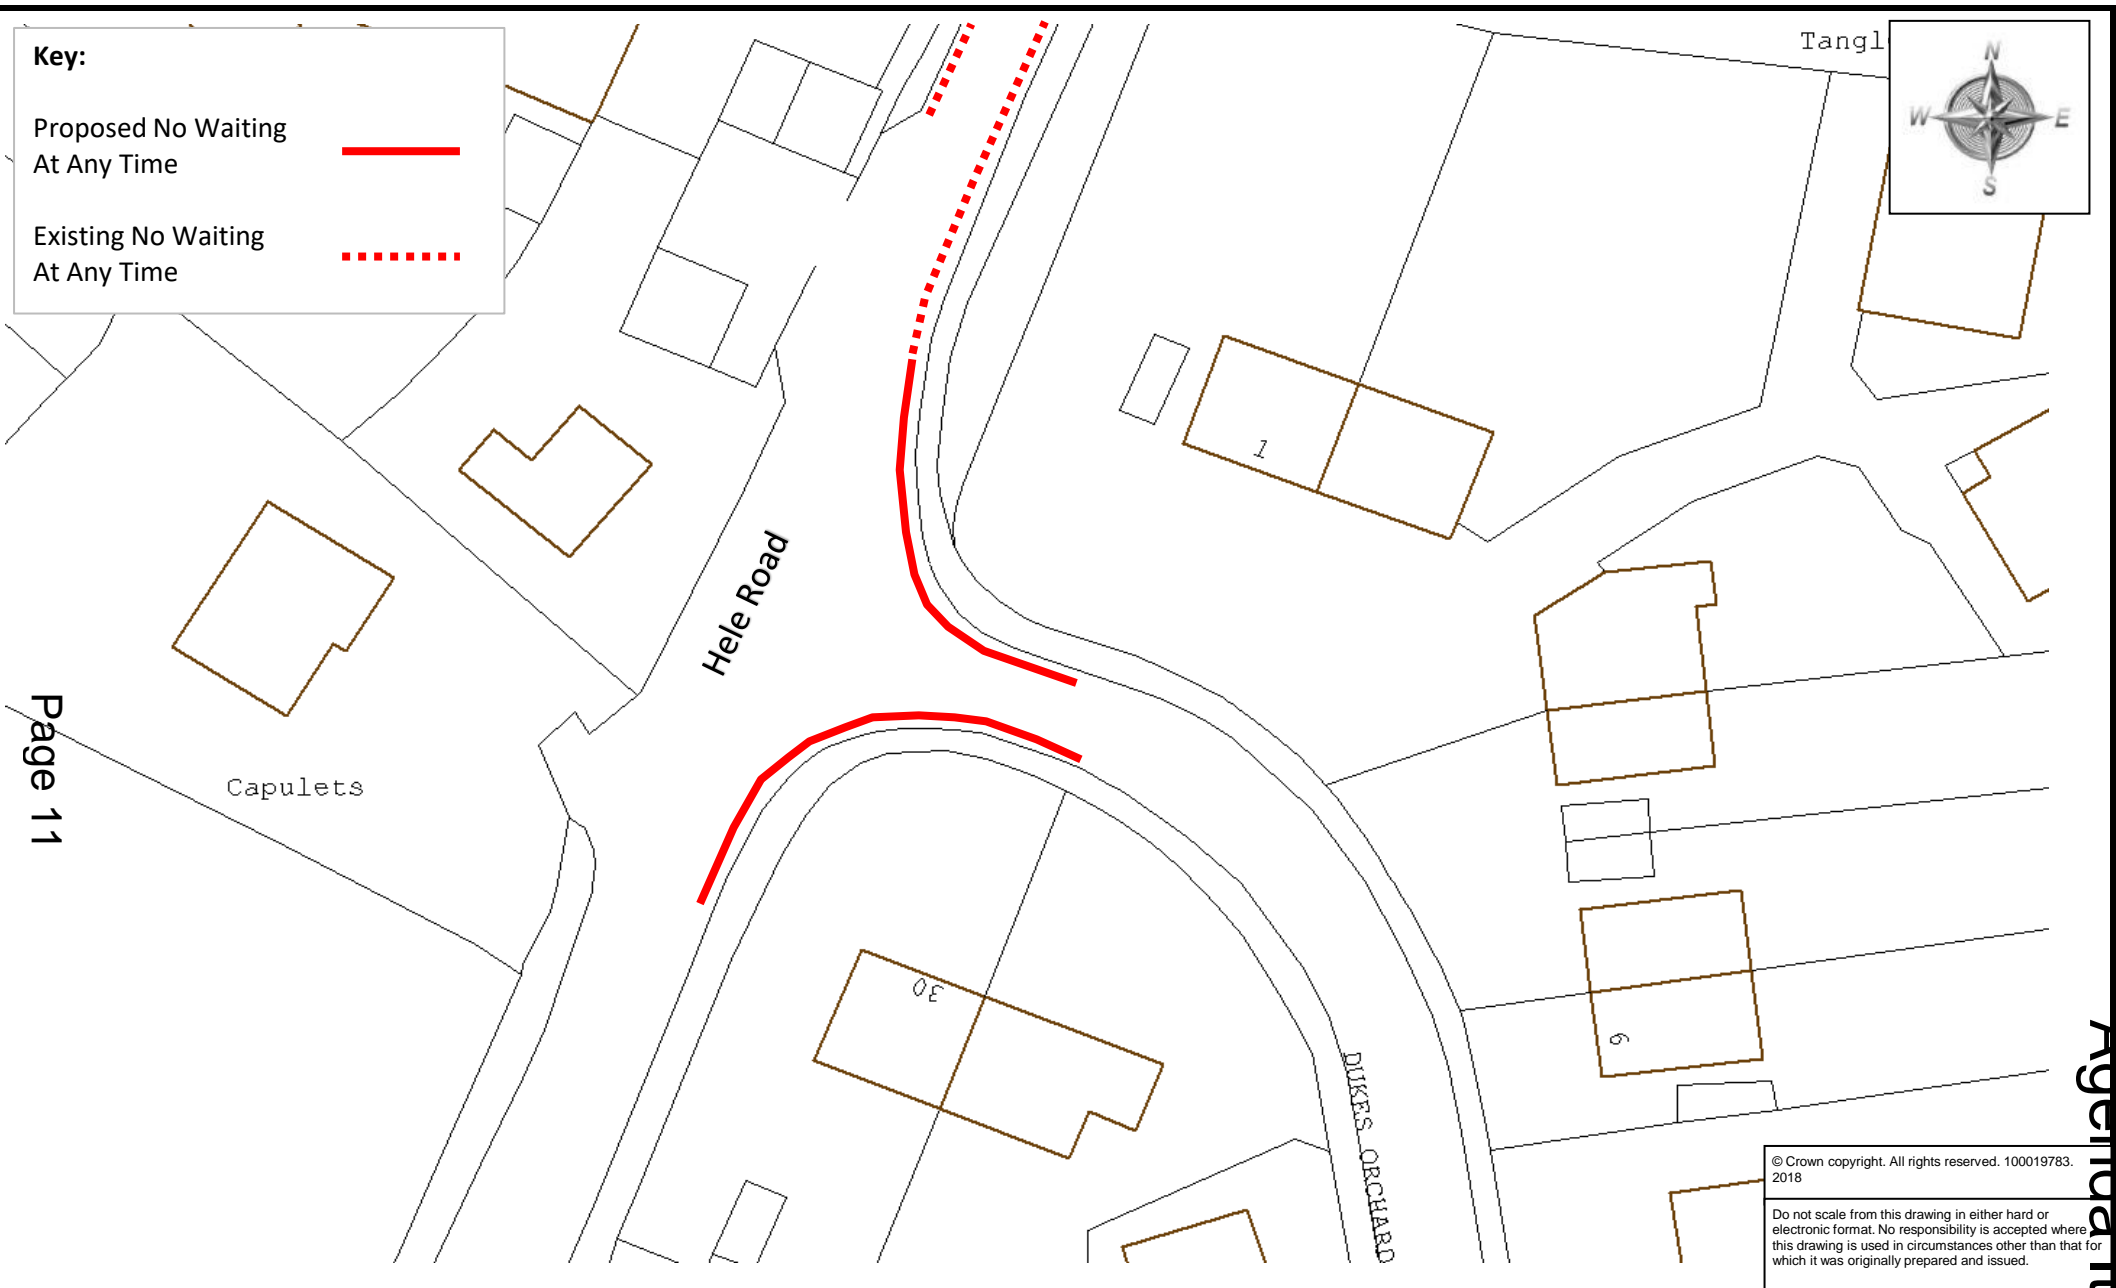 Key:
Proposed No Waiting
At Any Time
Existing No Waiting
At Any Time
N
W
E
S
1
Hele Road
Page 11
Capulets
30
6
DUKES ORCHARD
© Crown copyright. All rights reserved. 100019783.
2018
Do not scale from this drawing in either hard or
electronic format. No responsibility is accepted where
this drawing is used in circumstances other than that for
which it was originally prepared and issued.